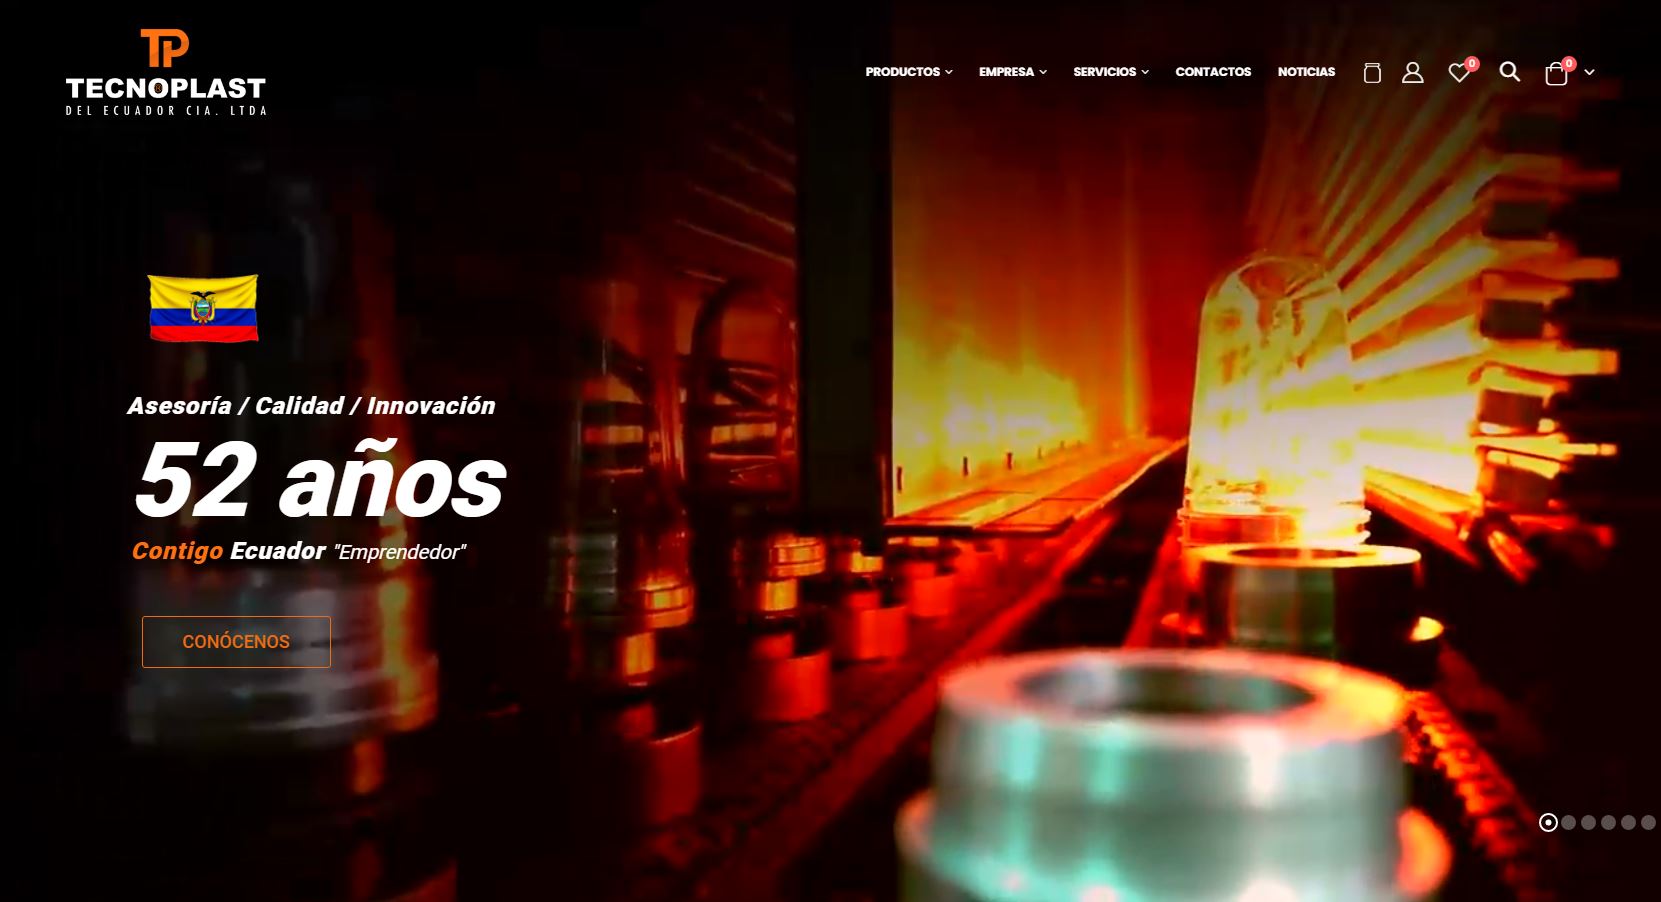 TP
TECNOPLAST
DEL ECUADOR CIA. LTDA
PRODUCTOS EMPRESA SERVICIOS CONTACTOS NOTICIAS 0 0
Asesoría / Calidad / Innovación
52 años
Contigo Ecuador "Emprendedor"
CONÓCENOS